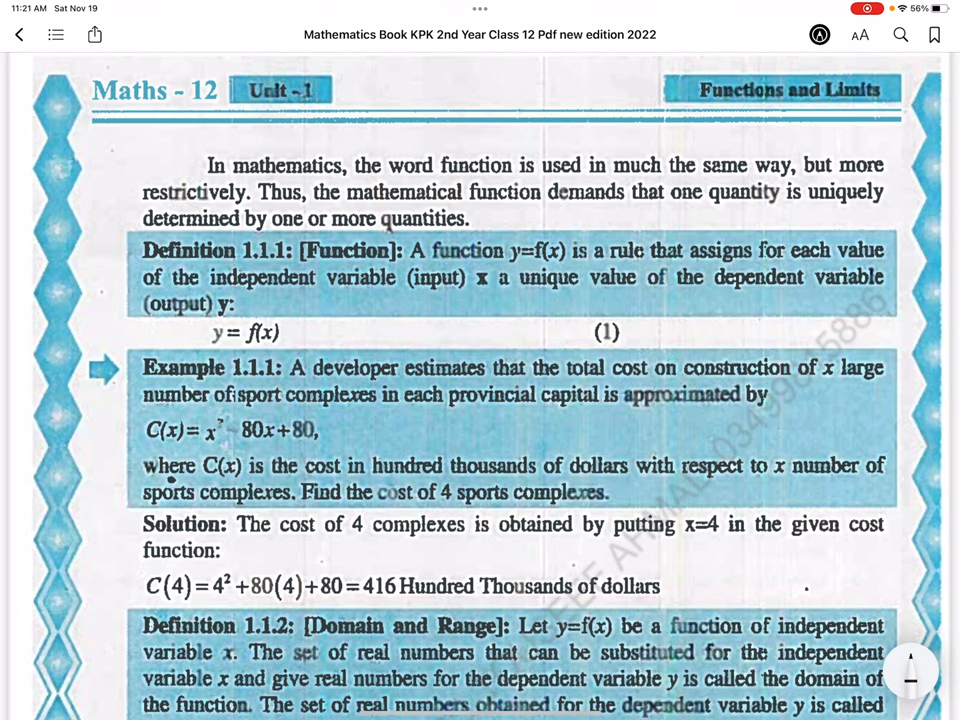 11:21 AM Sat Nov 19
56%
Mathematics Book KPK 2nd Year Class 12 Pdf new edition 2022
AA
Maths - 12 Unit - 1 Functions and Limits
In mathematics, the word function is used in much the same way, but more
restrictively. Thus, the mathematical function demands that one quantity is uniquely
determined by one or more quantities.
Definition 1.1.1: [Function]: A function y=f(x) is a rule that assigns for each value
of the independent variable (input) x a unique value of the dependent variable
(output) y:
y = f(x) (1)
Example 1.1.1: A developer estimates that the total cost on construction of x large
number of sport complexes in each provincial capital is approximated by
C(x) = x² - 80x+80,
where C(x) is the cost in hundred thousands of dollars with respect to x number of
sports complexes. Find the cost of 4 sports complexes.
Solution: The cost of 4 complexes is obtained by putting x=4 in the given cost
function:
C(4) = 4² +80(4)+80 = 416 Hundred Thousands of dollars
Definition 1.1.2: [Domain and Range]: Let y=f(x) be a function of independent
variable x. The set of real numbers that can be substituted for the independent
variable x and give real numbers for the dependent variable y is called the domain of
the function. The set of real numbers obtained for the dependent variable y is called